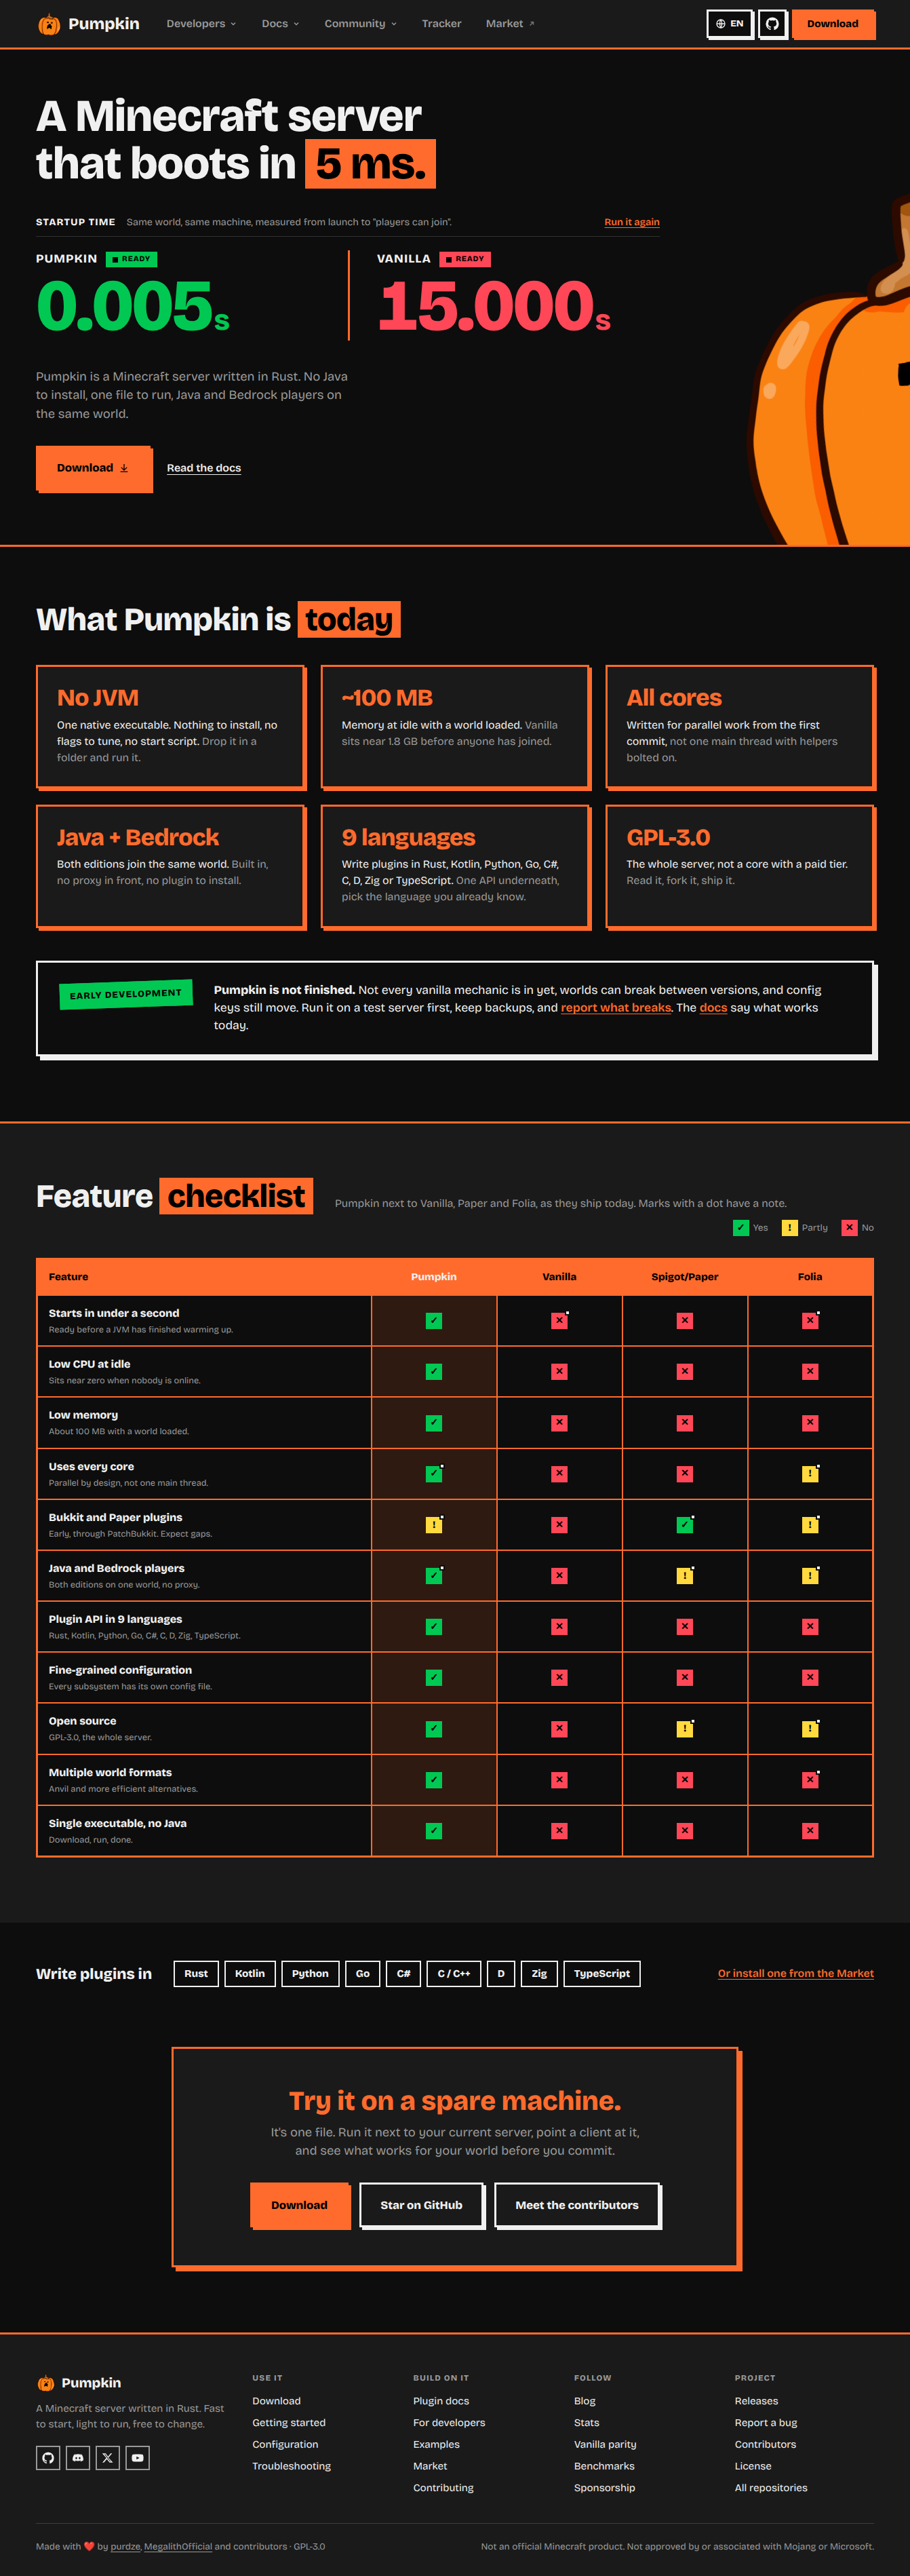 Pumpkin
Developers
Docs
Community
Tracker
Market ↗
EN
Download
A Minecraft server
that boots in 5 ms.
STARTUP TIME
Same world, same machine, measured from launch to "players can join".
Run it again
PUMPKIN
READY
0.005s
VANILLA
READY
15.000s
Pumpkin is a Minecraft server written in Rust. No Java
to install, one file to run, Java and Bedrock players on
the same world.
Download
Read the docs
What Pumpkin is today
No JVM
One native executable. Nothing to install, no
flags to tune, no start script. Drop it in a
folder and run it.
~100 MB
Memory at idle with a world loaded. Vanilla
sits near 1.8 GB before anyone has joined.
All cores
Written for parallel work from the first
commit, not one main thread with helpers
bolted on.
Java + Bedrock
Both editions join the same world. Built in,
no proxy in front, no plugin to install.
9 languages
Write plugins in Rust, Kotlin, Python, Go, C#,
C, D, Zig or TypeScript. One API underneath,
pick the language you already know.
GPL-3.0
The whole server, not a core with a paid tier.
Read it, fork it, ship it.
EARLY DEVELOPMENT
Pumpkin is not finished. Not every vanilla mechanic is in yet, worlds can break between versions, and config
keys still move. Run it on a test server first, keep backups, and report what breaks. The docs say what works
today.
Feature checklist
Pumpkin next to Vanilla, Paper and Folia, as they ship today. Marks with a dot have a note.
✓ Yes
! Partly
✕ No
Feature Pumpkin Vanilla Spigot/Paper Folia
Starts in under a second
Ready before a JVM has finished warming up.
✓ ✕ ✕ ✕
Low CPU at idle
Sits near zero when nobody is online.
✓ ✕ ✕ ✕
Low memory
About 100 MB with a world loaded.
✓ ✕ ✕ ✕
Uses every core
Parallel by design, not one main thread.
✓ ✕ ✕ !
Bukkit and Paper plugins
Early, through PatchBukkit. Expect gaps.
! ✕ ✓ !
Java and Bedrock players
Both editions on one world, no proxy.
✓ ✕ ! !
Plugin API in 9 languages
Rust, Kotlin, Python, Go, C#, C, D, Zig, TypeScript.
✓ ✕ ✕ ✕
Fine-grained configuration
Every subsystem has its own config file.
✓ ✕ ✕ ✕
Open source
GPL-3.0, the whole server.
✓ ✕ ! !
Multiple world formats
Anvil and more efficient alternatives.
✓ ✕ ✕ ✕
Single executable, no Java
Download, run, done.
✓ ✕ ✕ ✕
Write plugins in
Rust
Kotlin
Python
Go
C#
C / C++
D
Zig
TypeScript
Or install one from the Market
Try it on a spare machine.
It's one file. Run it next to your current server, point a client at it,
and see what works for your world before you commit.
Download
Star on GitHub
Meet the contributors
Pumpkin
A Minecraft server written in Rust. Fast
to start, light to run, free to change.
USE IT
Download
Getting started
Configuration
Troubleshooting
BUILD ON IT
Plugin docs
For developers
Examples
Market
Contributing
FOLLOW
Blog
Stats
Vanilla parity
Benchmarks
Sponsorship
PROJECT
Releases
Report a bug
Contributors
License
All repositories
Made with ❤️ by purdze, MegalithOfficial and contributors · GPL-3.0
Not an official Minecraft product. Not approved by or associated with Mojang or Microsoft.